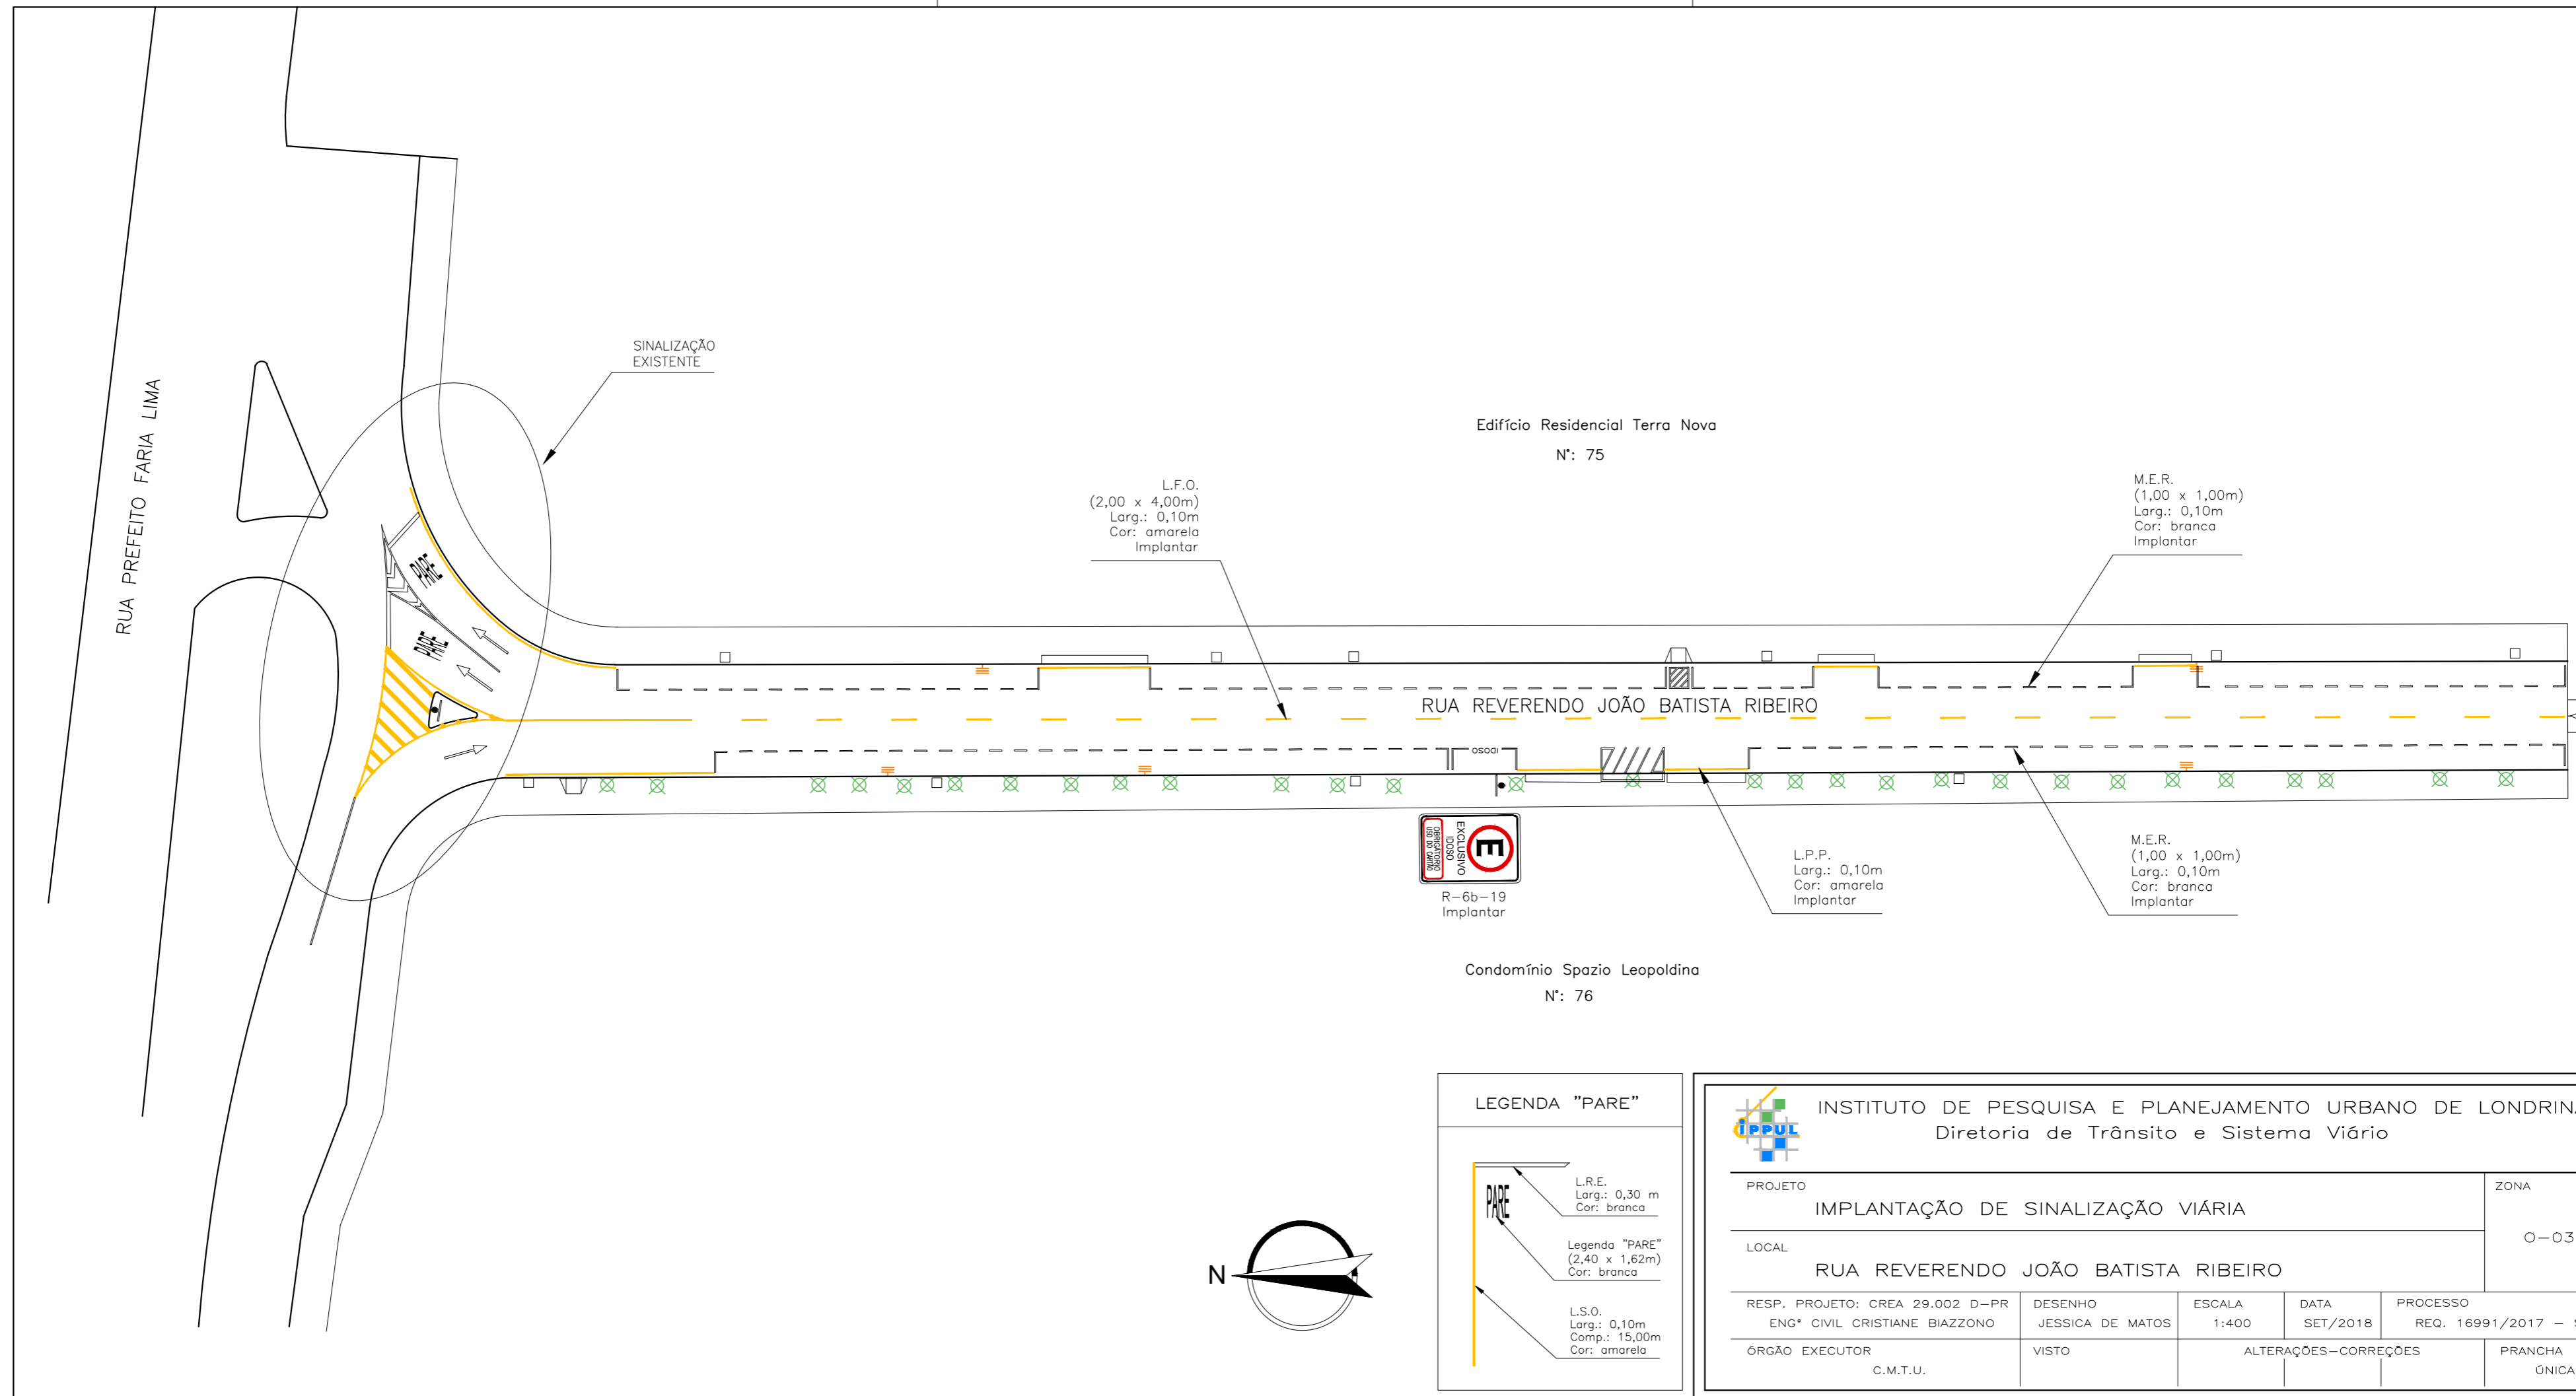 RUA PREFEITO FARIA LIMA
SINALIZAÇÃO
EXISTENTE
PARE
PARE
Edifício Residencial Terra Nova
N°: 75
L.F.O.
(2,00 x 4,00m)
Larg.: 0,10m
Cor: amarela
Implantar
M.E.R.
(1,00 x 1,00m)
Larg.: 0,10m
Cor: branca
Implantar
RUA REVERENDO JOÃO BATISTA RIBEIRO
IDOSO
E
EXCLUSIVO
IDOSO
OBRIGATÓRIO
USO DO CARTÃO
R-6b-19
Implantar
L.P.P.
Larg.: 0,10m
Cor: amarela
Implantar
M.E.R.
(1,00 x 1,00m)
Larg.: 0,10m
Cor: branca
Implantar
Condomínio Spazio Leopoldina
N°: 76
N
LEGENDA "PARE"
PARE
L.R.E.
Larg.: 0,30 m
Cor: branca
Legenda "PARE"
(2,40 x 1,62m)
Cor: branca
L.S.O.
Larg.: 0,10m
Comp.: 15,00m
Cor: amarela
iPPUL
INSTITUTO DE PESQUISA E PLANEJAMENTO URBANO DE LONDRINA
Diretoria de Trânsito e Sistema Viário
PROJETO
IMPLANTAÇÃO DE SINALIZAÇÃO VIÁRIA
ZONA
O-03
LOCAL
RUA REVERENDO JOÃO BATISTA RIBEIRO
RESP. PROJETO: CREA 29.002 D-PR
ENG° CIVIL CRISTIANE BIAZZONO
DESENHO
JESSICA DE MATOS
ESCALA
1:400
DATA
SET/2018
PROCESSO
REQ. 16991/2017 -
ÓRGÃO EXECUTOR
C.M.T.U.
VISTO
ALTERAÇÕES-CORREÇÕES
PRANCHA
ÚNICA